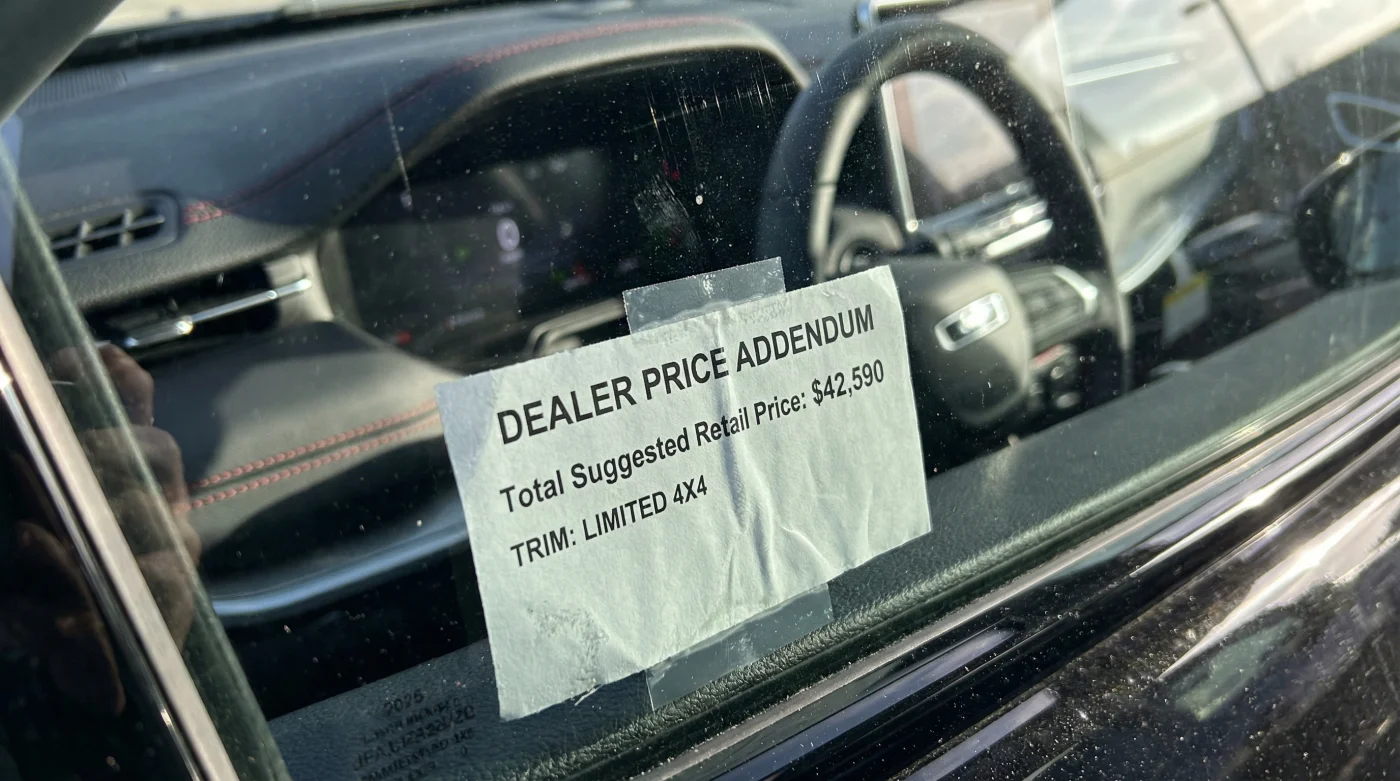 DEALER PRICE ADDENDUM
Total Suggested Retail Price: $42,590
TRIM: LIMITED 4X4
2025